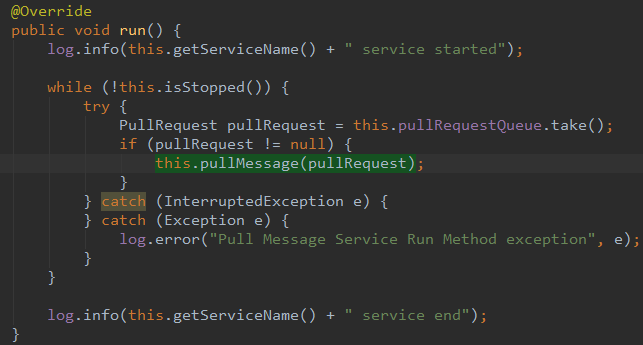 @Override
public void run() {
    log.info(this.getServiceName() + " service started");

    while (!this.isStopped()) {
        try {
            PullRequest pullRequest = this.pullRequestQueue.take();
            if (pullRequest != null) {
                this.pullMessage(pullRequest);
            }
        } catch (InterruptedException e) {
        } catch (Exception e) {
            log.error("Pull Message Service Run Method exception", e);
        }
    }

    log.info(this.getServiceName() + " service end");
}